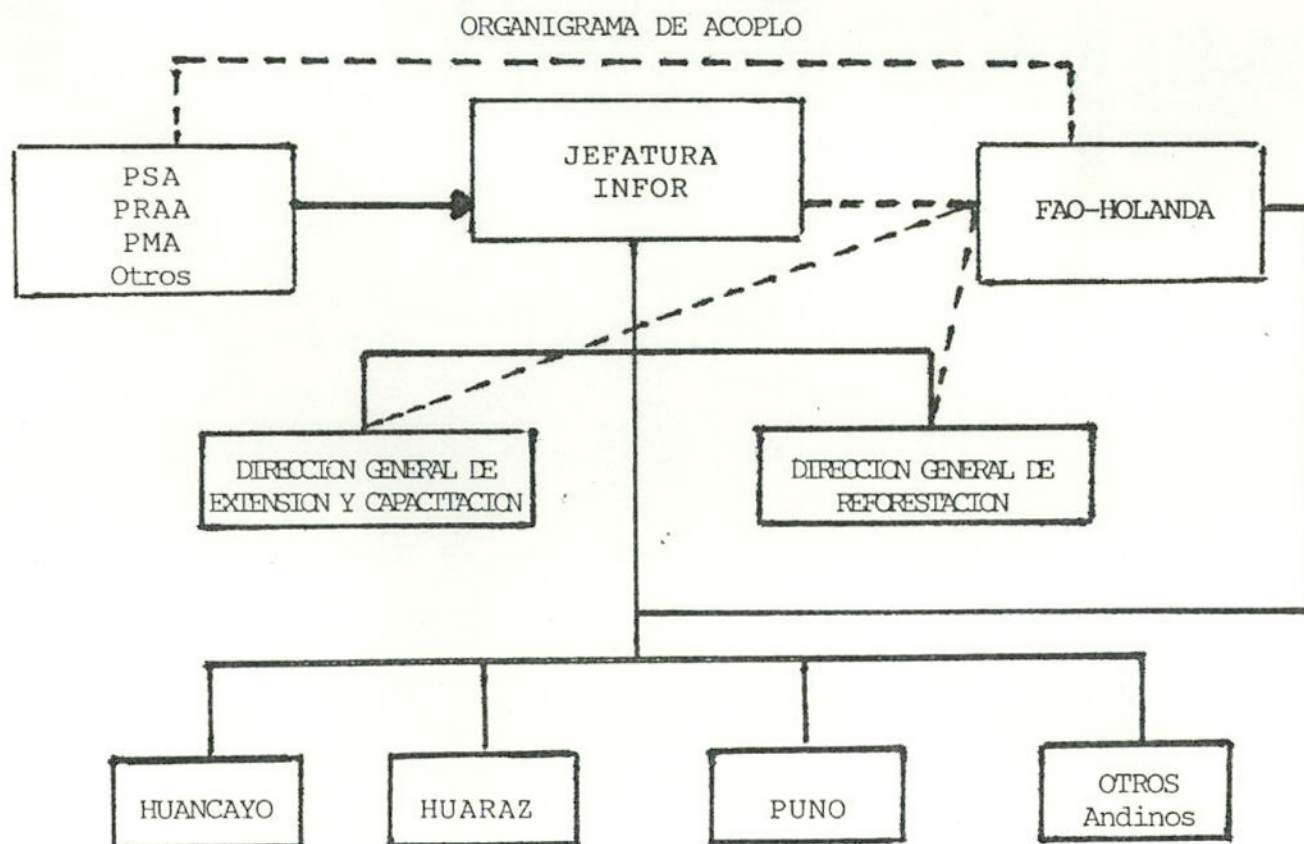 ORGANIGRAMA DE ACOPLO
PSA
PRAA
PMA
Otros
JEFATURA
INFOR
FAO-HOLANDA
DIRECCION GENERAL DE
EXTENSION Y CAPACITACION
DIRECCION GENERAL DE
REFORESTACION
HUANCAYO
HUARAZ
PUNO
OTROS
Andinos